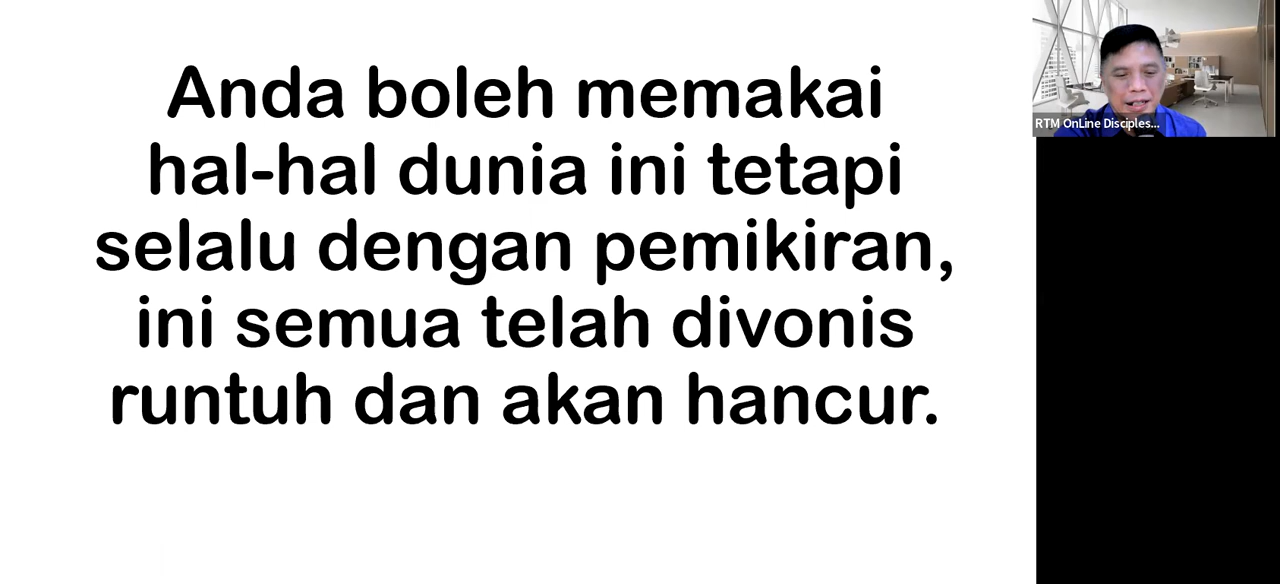 Anda boleh memakai
hal-hal dunia ini tetapi
selalu dengan pemikiran,
ini semua telah divonis
runtuh dan akan hancur.
RTM OnLine Disciples...